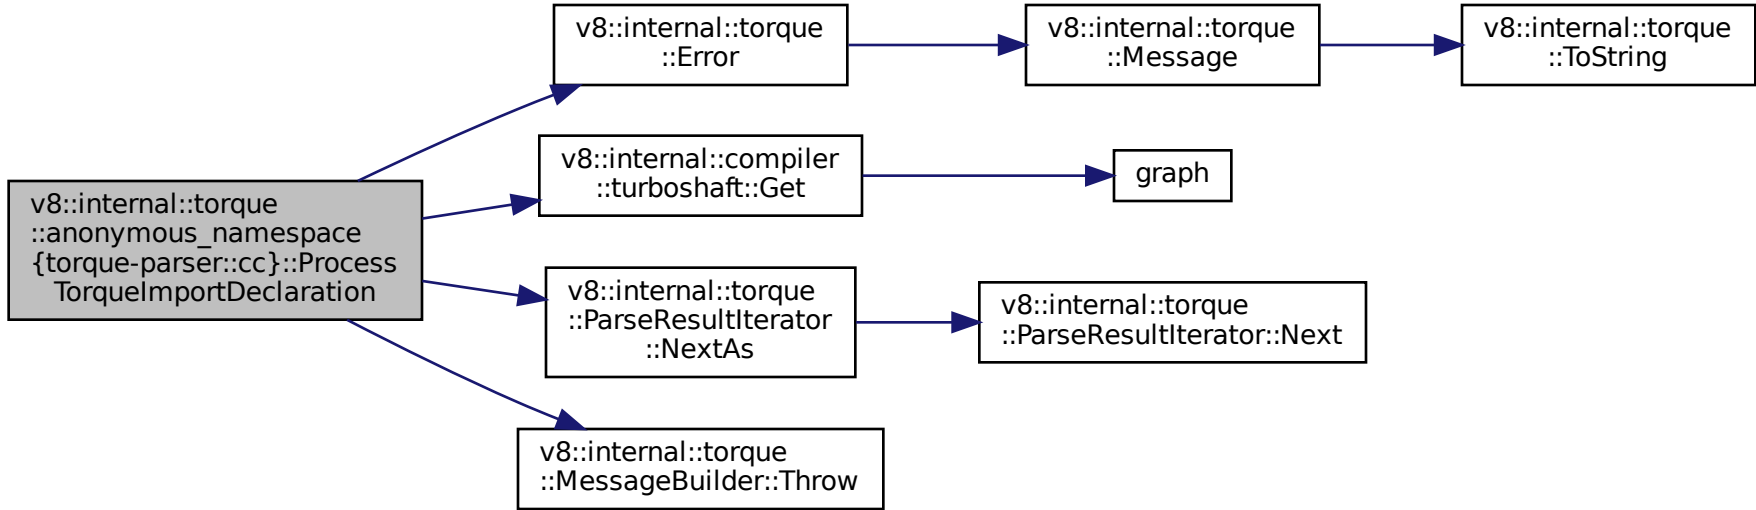 v8::internal::torque
::anonymous_namespace
{torque-parser::cc}::Process
TorqueImportDeclaration
v8::internal::torque
::Error
v8::internal::torque
::Message
v8::internal::torque
::ToString
v8::internal::compiler
::turboshaft::Get
graph
v8::internal::torque
::ParseResultIterator
::NextAs
v8::internal::torque
::ParseResultIterator::Next
v8::internal::torque
::MessageBuilder::Throw